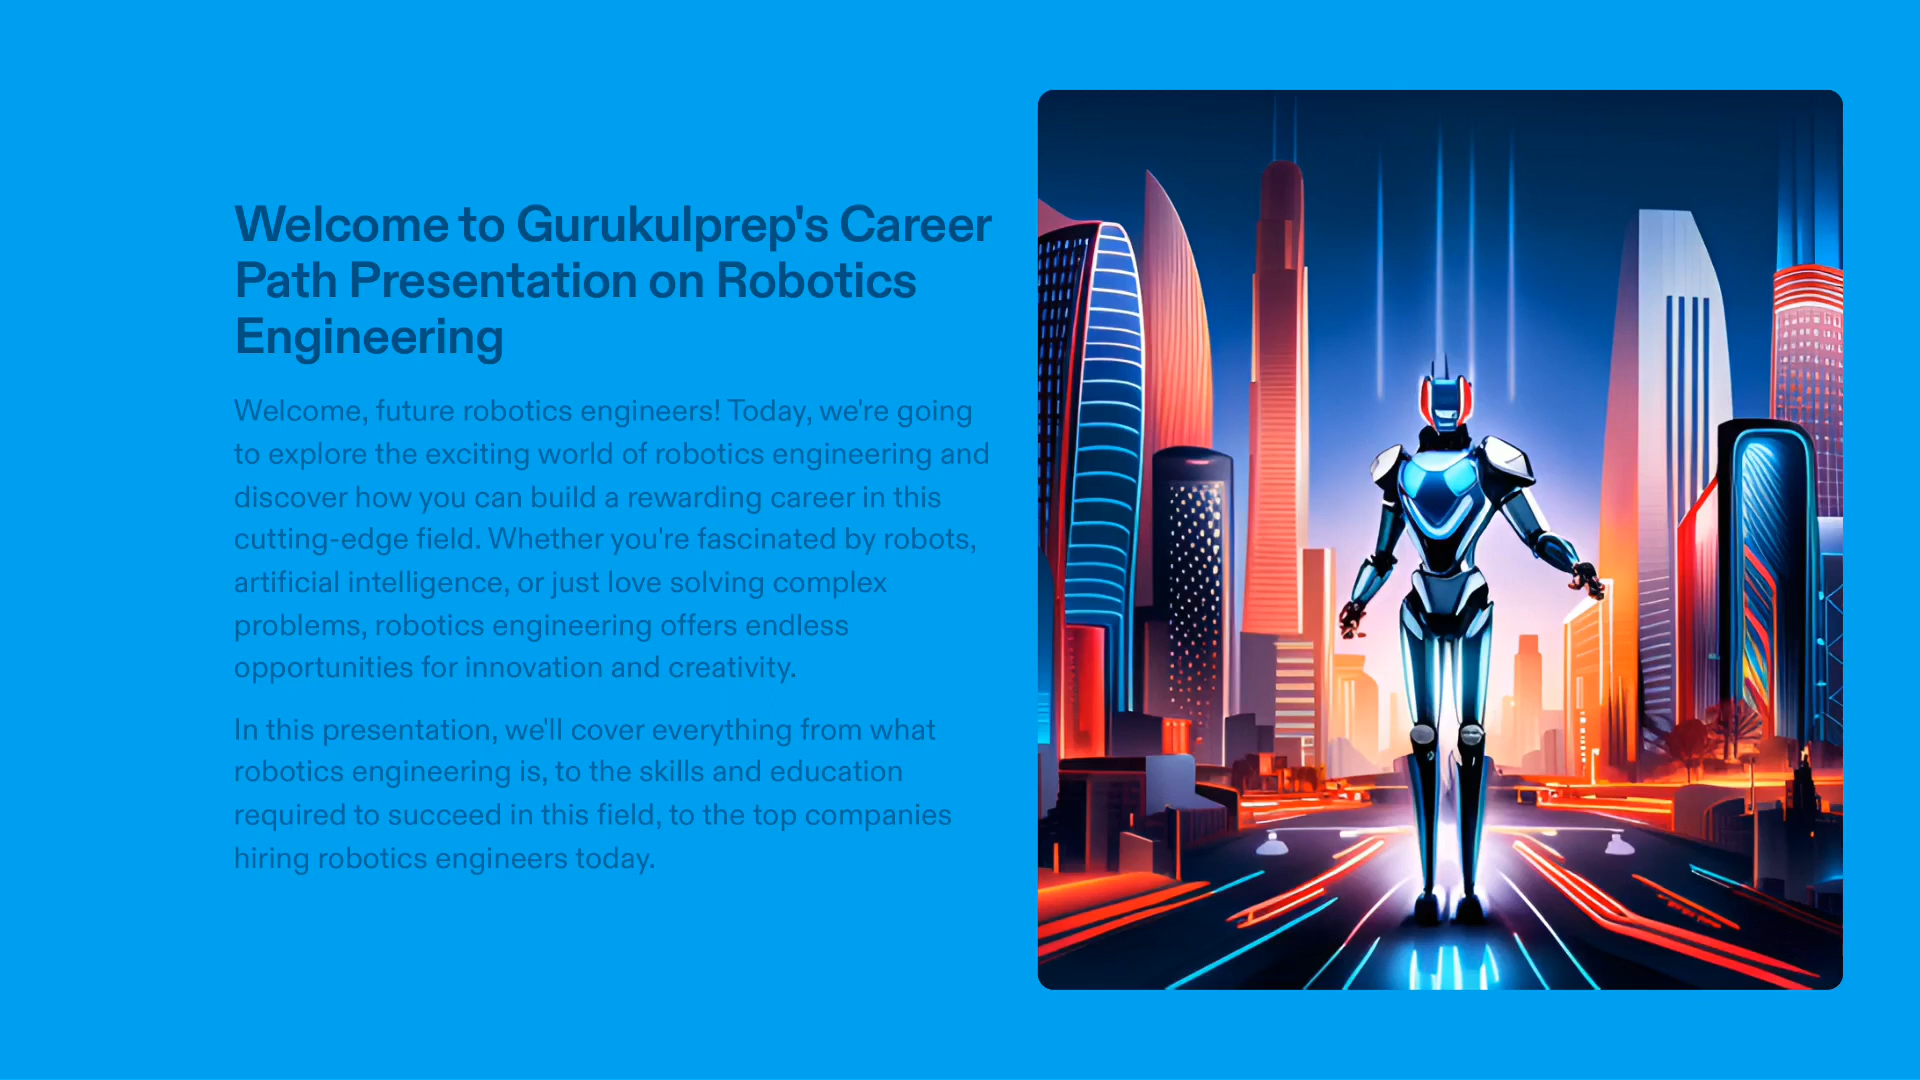 Welcome to Gurukulprep's Career
Path Presentation on Robotics
Engineering
Welcome, future robotics engineers! Today, we're going
to explore the exciting world of robotics engineering and
discover how you can build a rewarding career in this
cutting-edge field. Whether you're fascinated by robots,
artificial intelligence, or just love solving complex
problems, robotics engineering offers endless
opportunities for innovation and creativity.
In this presentation, we'll cover everything from what
robotics engineering is, to the skills and education
required to succeed in this field, to the top companies
hiring robotics engineers today.